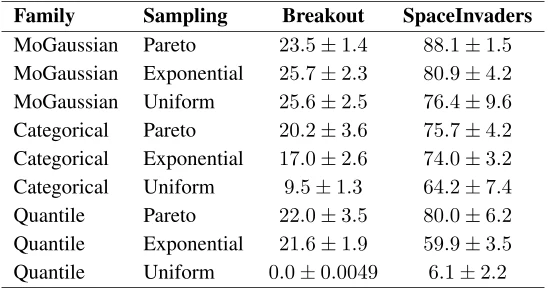 Family Sampling Breakout SpaceInvaders
MoGaussian Pareto 23.5 ± 1.4 88.1 ± 1.5
MoGaussian Exponential 25.7 ± 2.3 80.9 ± 4.2
MoGaussian Uniform 25.6 ± 2.5 76.4 ± 9.6
Categorical Pareto 20.2 ± 3.6 75.7 ± 4.2
Categorical Exponential 17.0 ± 2.6 74.0 ± 3.2
Categorical Uniform 9.5 ± 1.3 64.2 ± 7.4
Quantile Pareto 22.0 ± 3.5 80.0 ± 6.2
Quantile Exponential 21.6 ± 1.9 59.9 ± 3.5
Quantile Uniform 0.0 ± 0.0049 6.1 ± 2.2